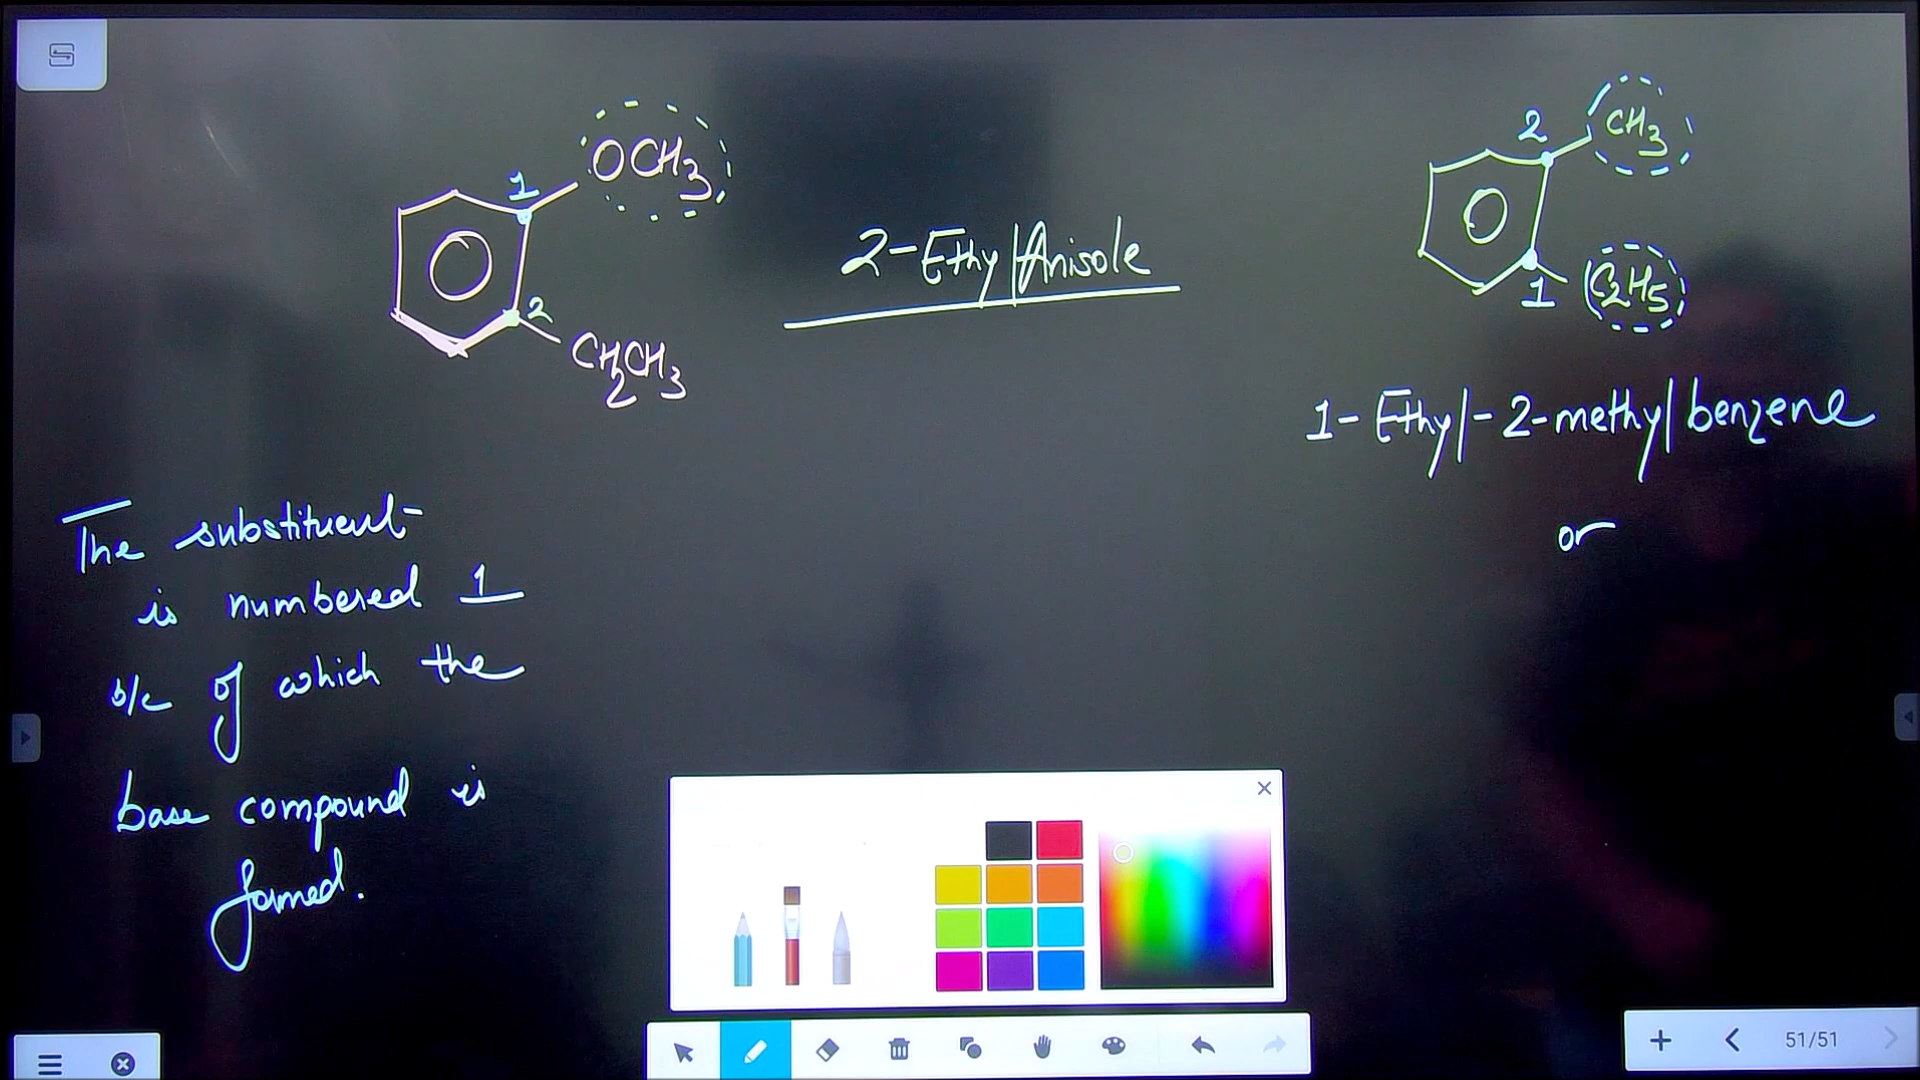 1
OCH3
2
CH2CH3
2-Ethyl Anisole
2
CH3
1
C2H5
1-Ethyl-2-methyl benzene
or
The substituent
is numbered 1
b/c of which the
base compound is
formed.
51/51